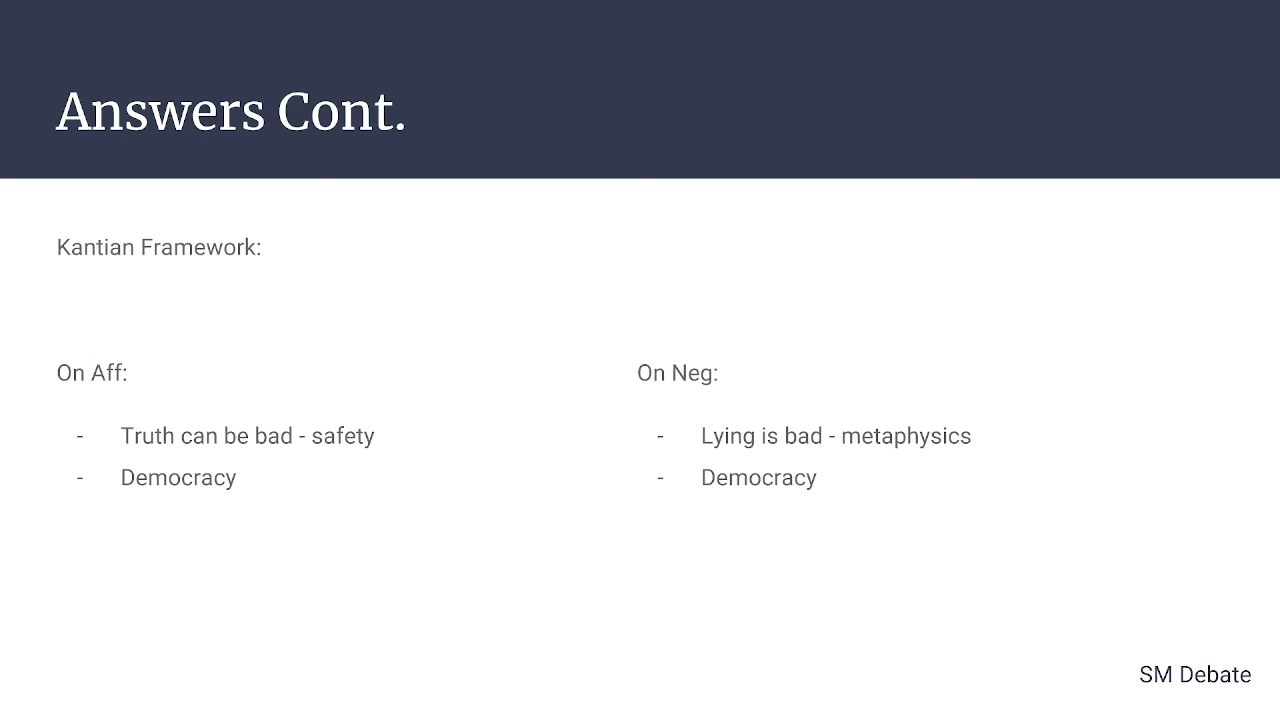 Answers Cont.
Kantian Framework:
On Aff:
- Truth can be bad - safety
- Democracy
On Neg:
- Lying is bad - metaphysics
- Democracy
SM Debate